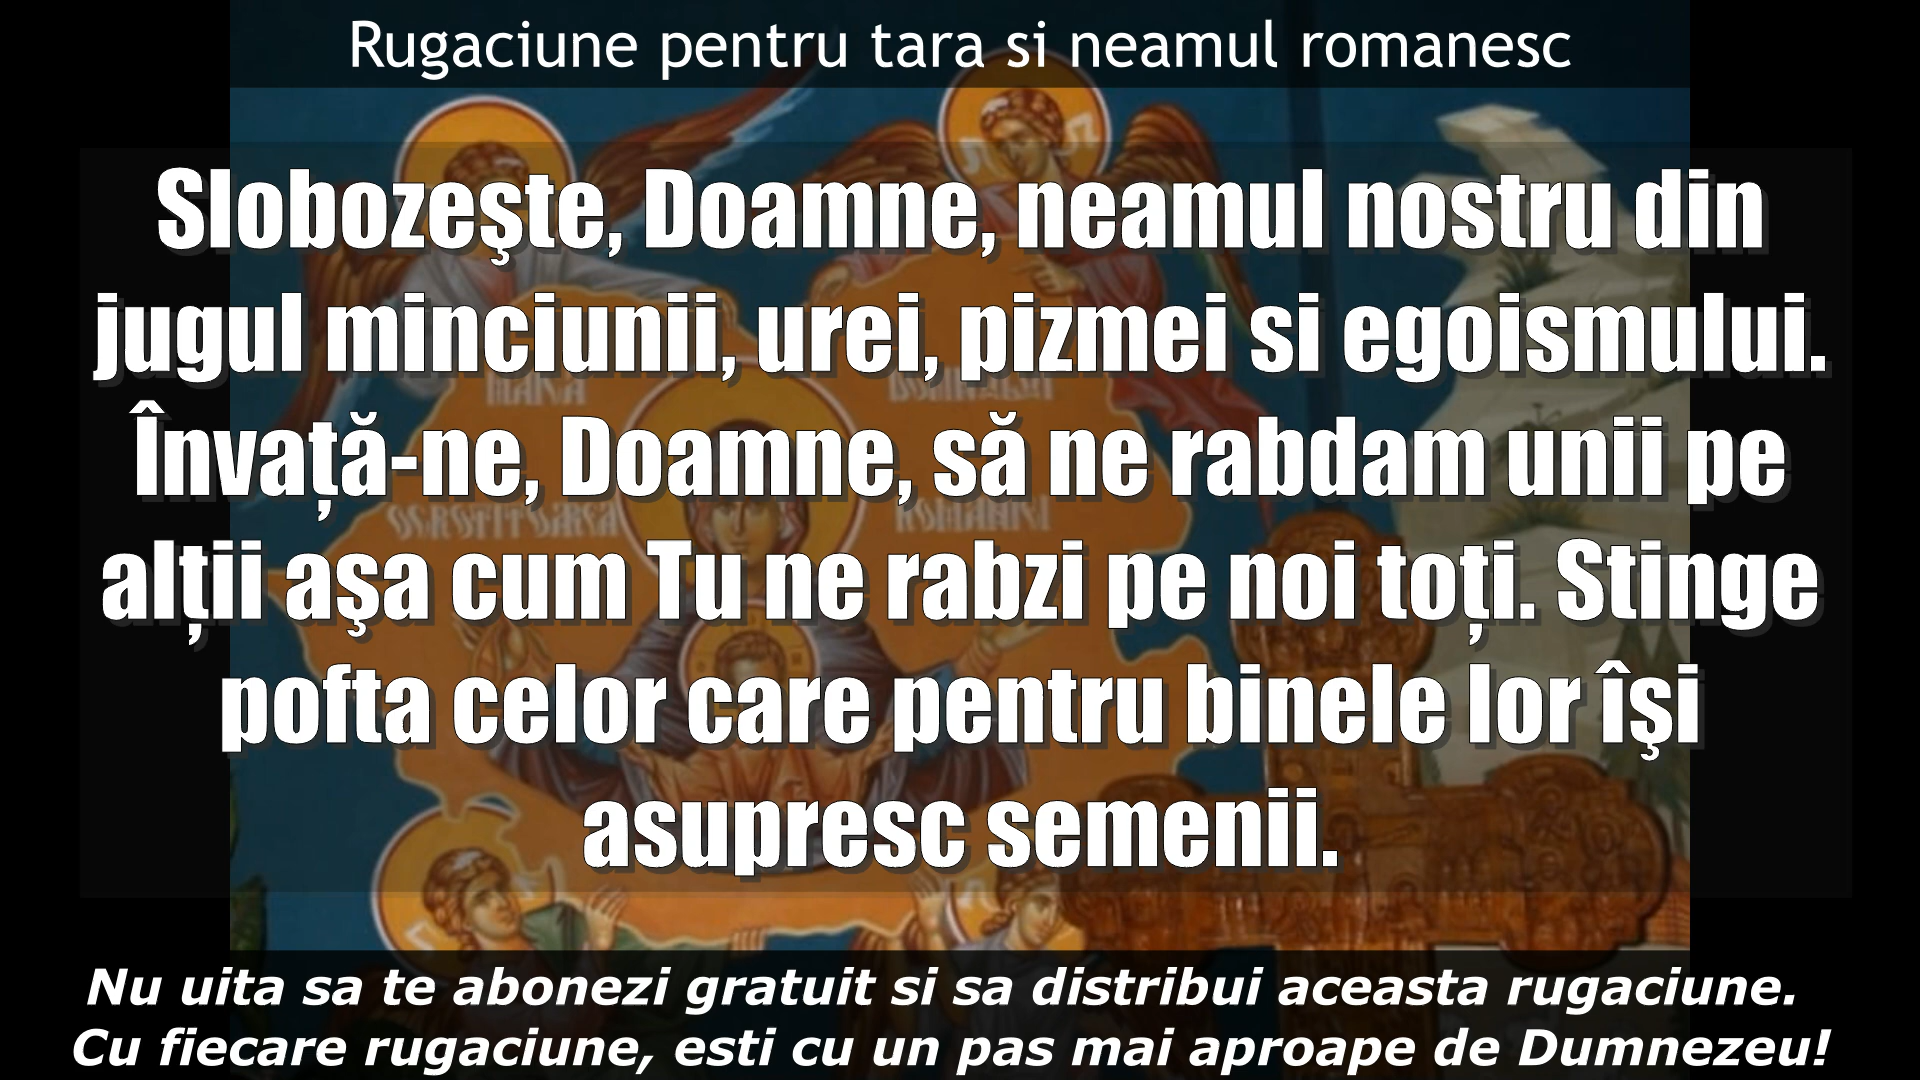 Rugaciune pentru tara si neamul romanesc
Slobozeşte, Doamne, neamul nostru din
jugul minciunii, urei, pizmei si egoismului.
Învaţă-ne, Doamne, să ne rabdam unii pe
alţii aşa cum Tu ne rabzi pe noi toţi. Stinge
pofta celor care pentru binele lor îşi
asupresc semenii.
Nu uita sa te abonezi gratuit si sa distribui aceasta rugaciune.
Cu fiecare rugaciune, esti cu un pas mai aproape de Dumnezeu!